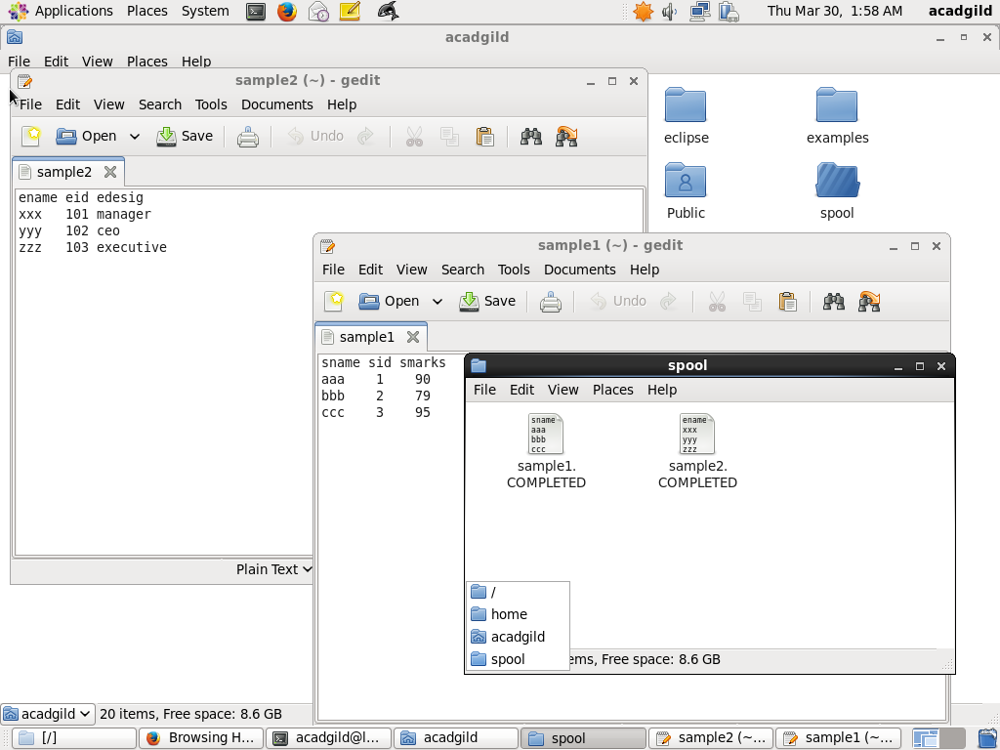 Applications Places System Thu Mar 30, 1:58 AM acadgild
acadgild
File Edit View Places Help
sample2 (~) - gedit
File Edit View Search Tools Documents Help
Open Save Undo
sample2
ename eid edesig
xxx 101 manager
yyy 102 ceo
zzz 103 executive
Plain Text
eclipse examples
Public spool
sample1 (~) - gedit
File Edit View Search Tools Documents Help
Open Save Undo
sample1
sname sid smarks
aaa 1 90
bbb 2 79
ccc 3 95
spool
File Edit View Places Help
sname
aaa
bbb
ccc
sample1.
COMPLETED
ename
xxx
yyy
zzz
sample2.
COMPLETED
/
home
acadgild
spool
ems, Free space: 8.6 GB
acadgild 20 items, Free space: 8.6 GB
[/] Browsing H... acadgild@l... acadgild spool sample2 (~... sample1 (~...